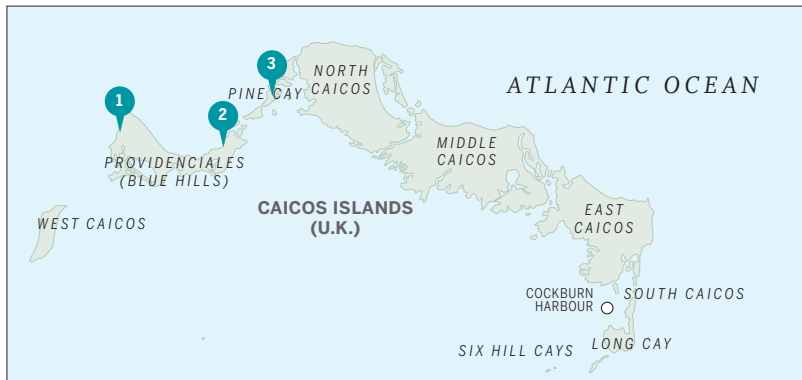 1
2
3
PINE CAY
NORTH
CAICOS
ATLANTIC OCEAN
MIDDLE
CAICOS
PROVIDENCIALES
(BLUE HILLS)
WEST CAICOS
CAICOS ISLANDS
(U.K.)
EAST
CAICOS
COCKBURN
HARBOUR
SOUTH CAICOS
SIX HILL CAYS
LONG CAY